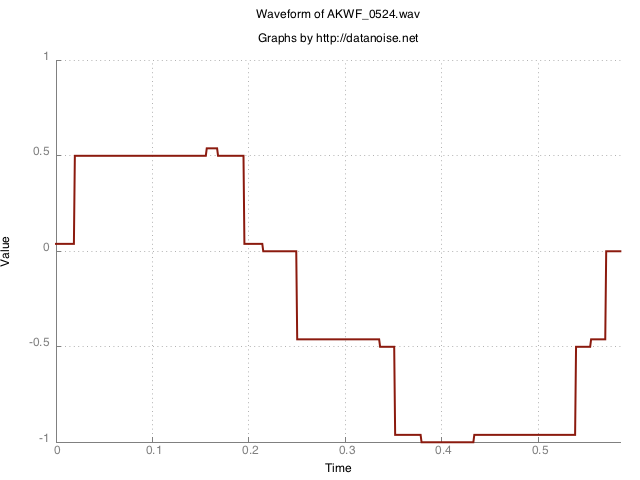 Waveform of AKWF_0524.wav
Graphs by http://datanoise.net
1
0.5
0
-0.5
-1
Value
0 0.1 0.2 0.3 0.4 0.5
Time